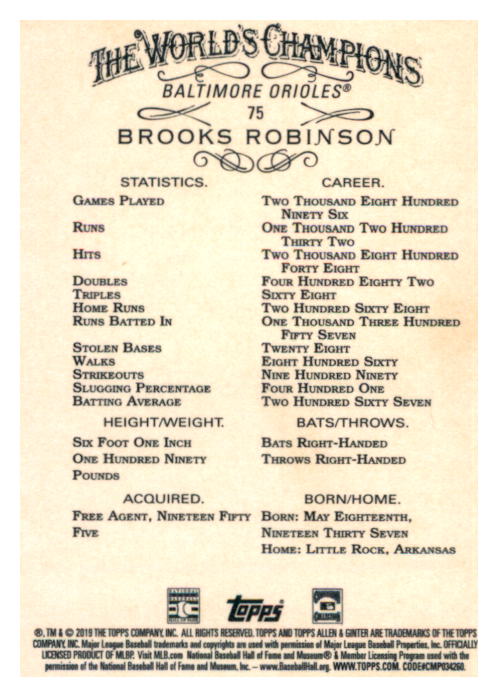 THE WORLD'S CHAMPIONS
BALTIMORE ORIOLES®
75
BROOKS ROBINSON
STATISTICS. CAREER.
GAMES PLAYED TWO THOUSAND EIGHT HUNDRED
NINETY SIX
RUNS ONE THOUSAND TWO HUNDRED
THIRTY TWO
HITS TWO THOUSAND EIGHT HUNDRED
FORTY EIGHT
DOUBLES FOUR HUNDRED EIGHTY TWO
TRIPLES SIXTY EIGHT
HOME RUNS TWO HUNDRED SIXTY EIGHT
RUNS BATTED IN ONE THOUSAND THREE HUNDRED
FIFTY SEVEN
STOLEN BASES TWENTY EIGHT
WALKS EIGHT HUNDRED SIXTY
STRIKEOUTS NINE HUNDRED NINETY
SLUGGING PERCENTAGE FOUR HUNDRED ONE
BATTING AVERAGE TWO HUNDRED SIXTY SEVEN
HEIGHT/WEIGHT. BATS/THROWS.
SIX FOOT ONE INCH BATS RIGHT-HANDED
ONE HUNDRED NINETY THROWS RIGHT-HANDED
POUNDS
ACQUIRED. BORN/HOME.
FREE AGENT, NINETEEN FIFTY BORN: MAY EIGHTEENTH,
FIVE NINETEEN THIRTY SEVEN
HOME: LITTLE ROCK, ARKANSAS
Topps
®, TM & © 2019 THE TOPPS COMPANY, INC. ALL RIGHTS RESERVED. TOPPS AND TOPPS ALLEN & GINTER ARE TRADEMARKS OF THE TOPPS
COMPANY, INC. Major League Baseball trademarks and copyrights are used with permission of Major League Baseball Properties, Inc. OFFICIALLY
LICENSED PRODUCT OF MLBP. Visit MLB.com National Baseball Hall of Fame and Museum® & Member Licensing Program used with the
permission of the National Baseball Hall of Fame and Museum, Inc. – www.BaseballHall.org. WWW.TOPPS.COM. CODE#CMP034260.